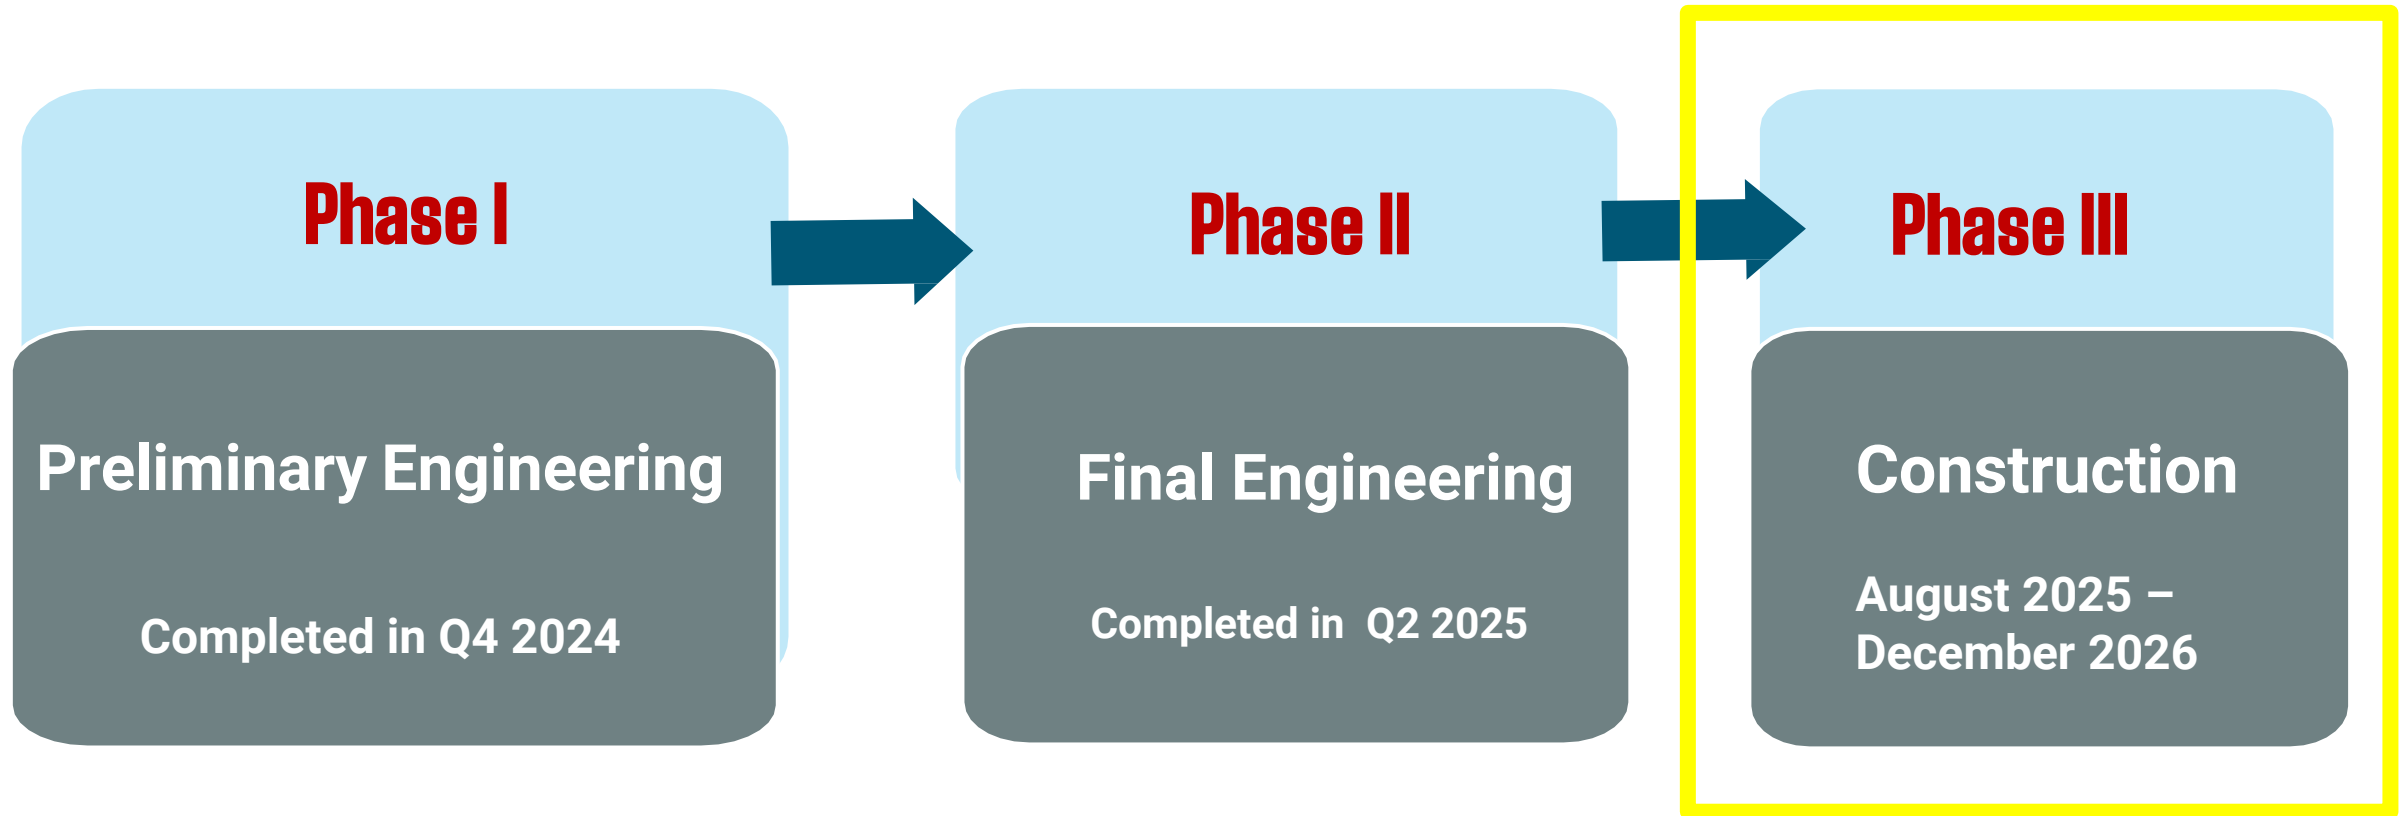 Phase I
Preliminary Engineering
Completed in Q4 2024
Phase II
Final Engineering
Completed in  Q2 2025
Phase III
Construction
August 2025 –
December 2026